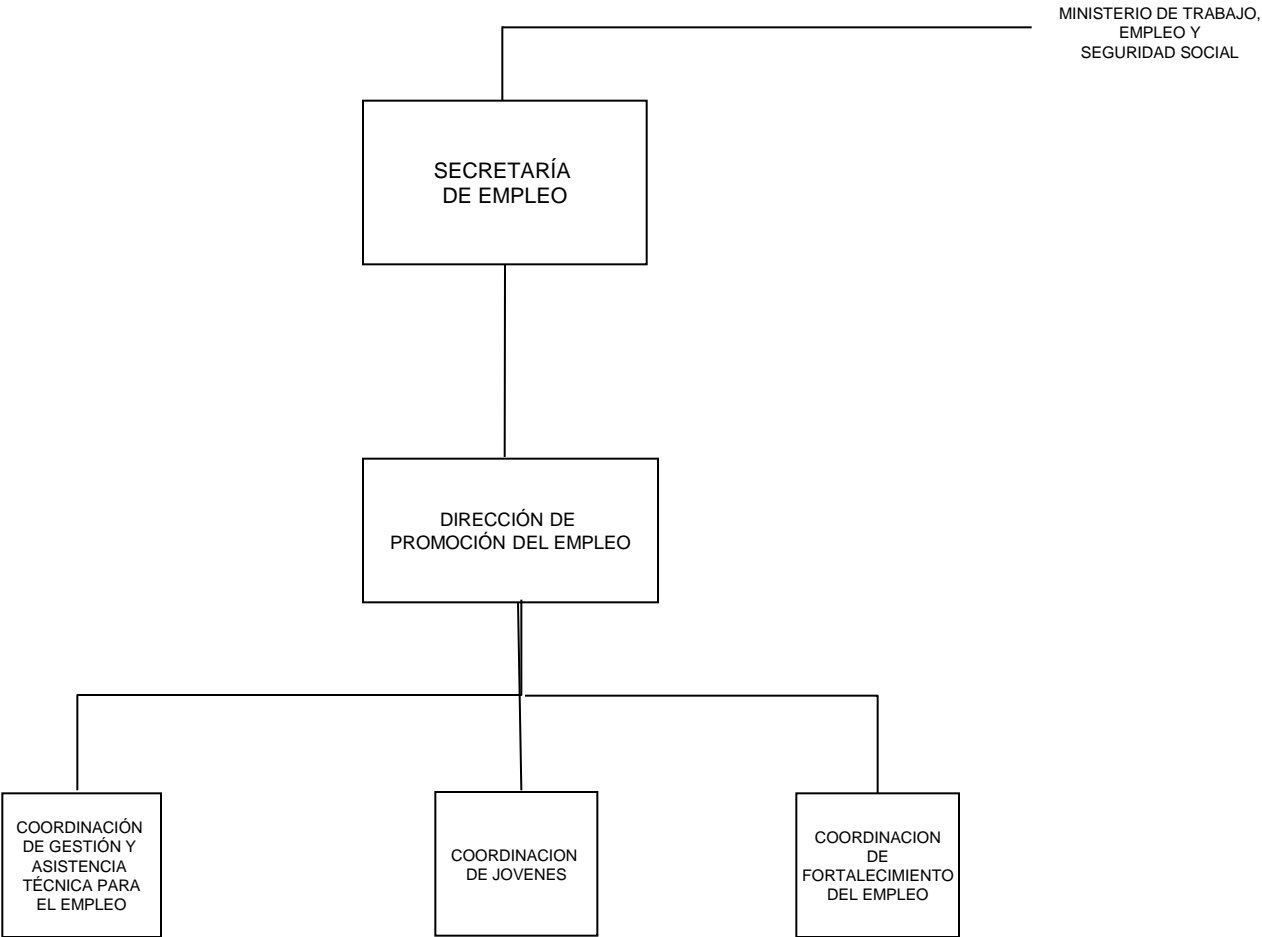 MINISTERIO DE TRABAJO,
EMPLEO Y
SEGURIDAD SOCIAL
SECRETARÍA
DE EMPLEO
DIRECCIÓN DE
PROMOCIÓN DEL EMPLEO
COORDINACIÓN
DE GESTIÓN Y
ASISTENCIA
TÉCNICA PARA
EL EMPLEO
COORDINACION
DE JOVENES
COORDINACION
DE
FORTALECIMIENTO
DEL EMPLEO